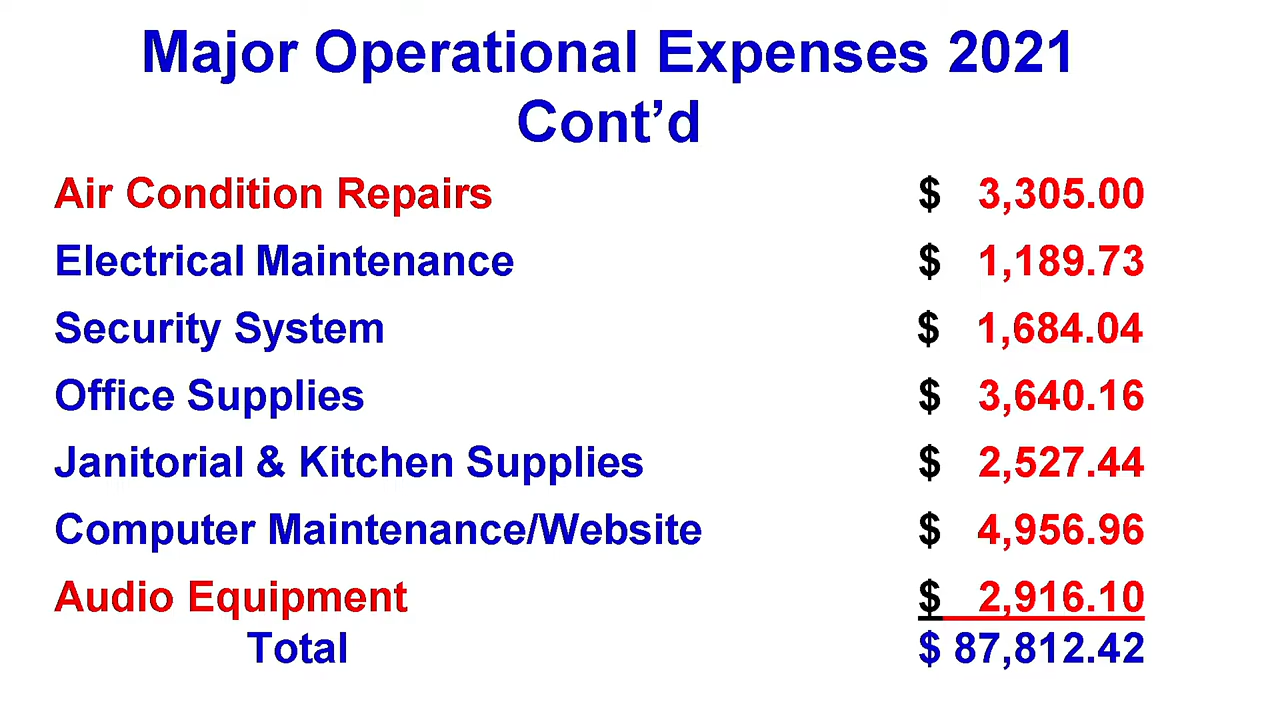 Major Operational Expenses 2021
Cont’d
Air Condition Repairs $ 3,305.00
Electrical Maintenance $ 1,189.73
Security System $ 1,684.04
Office Supplies $ 3,640.16
Janitorial & Kitchen Supplies $ 2,527.44
Computer Maintenance/Website $ 4,956.96
Audio Equipment $ 2,916.10
Total $ 87,812.42